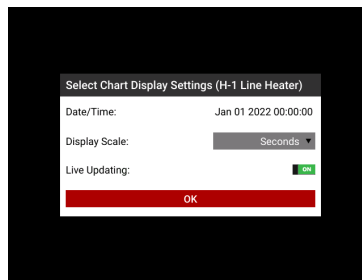 Select Chart Display Settings (H-1 Line Heater)
Date/Time: Jan 01 2022 00:00:00
Display Scale: Seconds
Live Updating: ON
OK